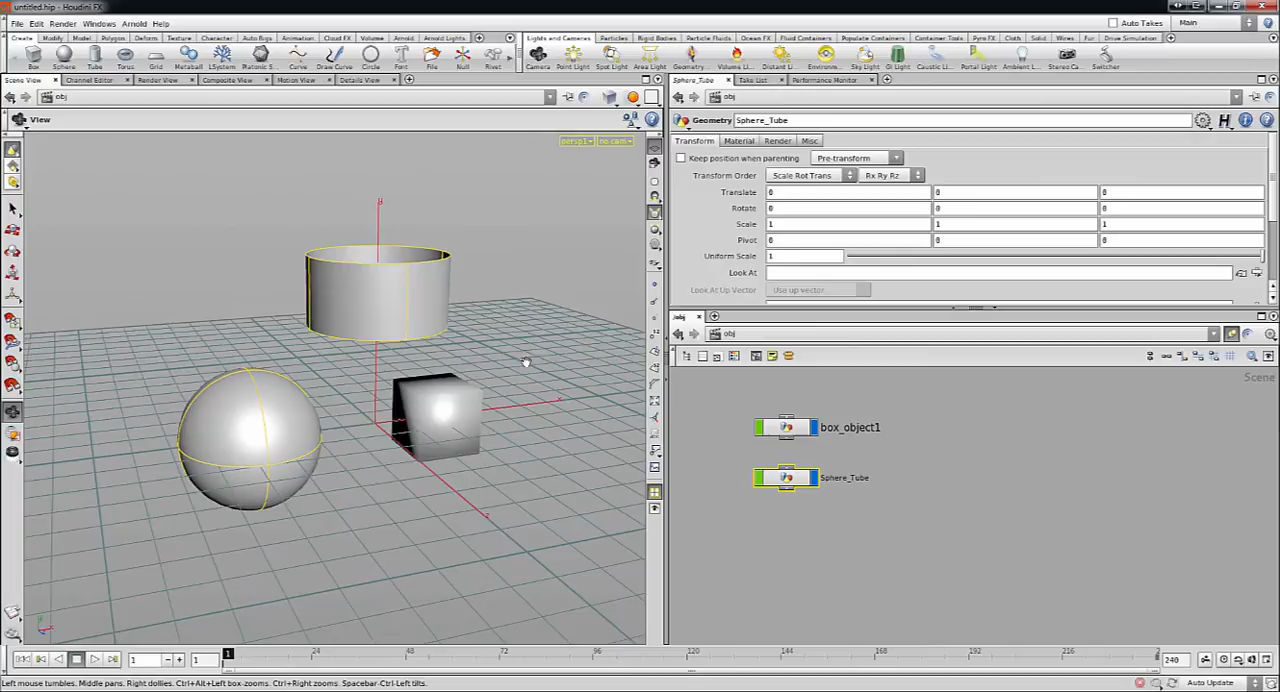 untitled.hip - Houdini FX
File Edit Render Windows Arnold Help
Auto Takes Main
Create Modify Model Polygon Deform Texture Character Auto Rigs Animation Cloud FX Volume Arnold Arnold Lights
Lights and Cameras Particles Rigid Bodies Particle Fluids Ocean FX Fluid Containers Populate Containers Container Tools Pyro FX Cloth Solid Wires Fur Drive Simulation
Box Sphere Tube Torus Grid Metaball LSystem Platonic S... Curve Draw Curve Circle Font File Null Rivet
Camera Point Light Spot Light Area Light Geometry... Volume Li... Distant Li... Environme... Sky Light GI Light Caustic Li... Portal Light Ambient L... Stereo Ca... Switcher
Scene View Channel Editor Render View Composite View Motion View Details View
Sphere_Tube Take List Performance Monitor
obj
obj
View
Geometry Sphere_Tube
persp1 no cam
Transform Material Render Misc
Keep position when parenting Pre-transform
Transform Order Scale Rot Trans Rx Ry Rz
Translate 0 0 0
Rotate 0 0 0
Scale 1 1 1
Pivot 0 0 0
Uniform Scale 1
Look At
Look At Up Vector Use up vector
obj
obj
Scene
box_object1
Sphere_Tube
1 1 1 24 48 72 96 120 144 168 192 216 2 240
Left mouse tumbles. Middle pans. Right dollies. Ctrl+Alt+Left box-zooms. Ctrl+Right zooms. Spacebar-Ctrl-Left tilts.
Auto Update